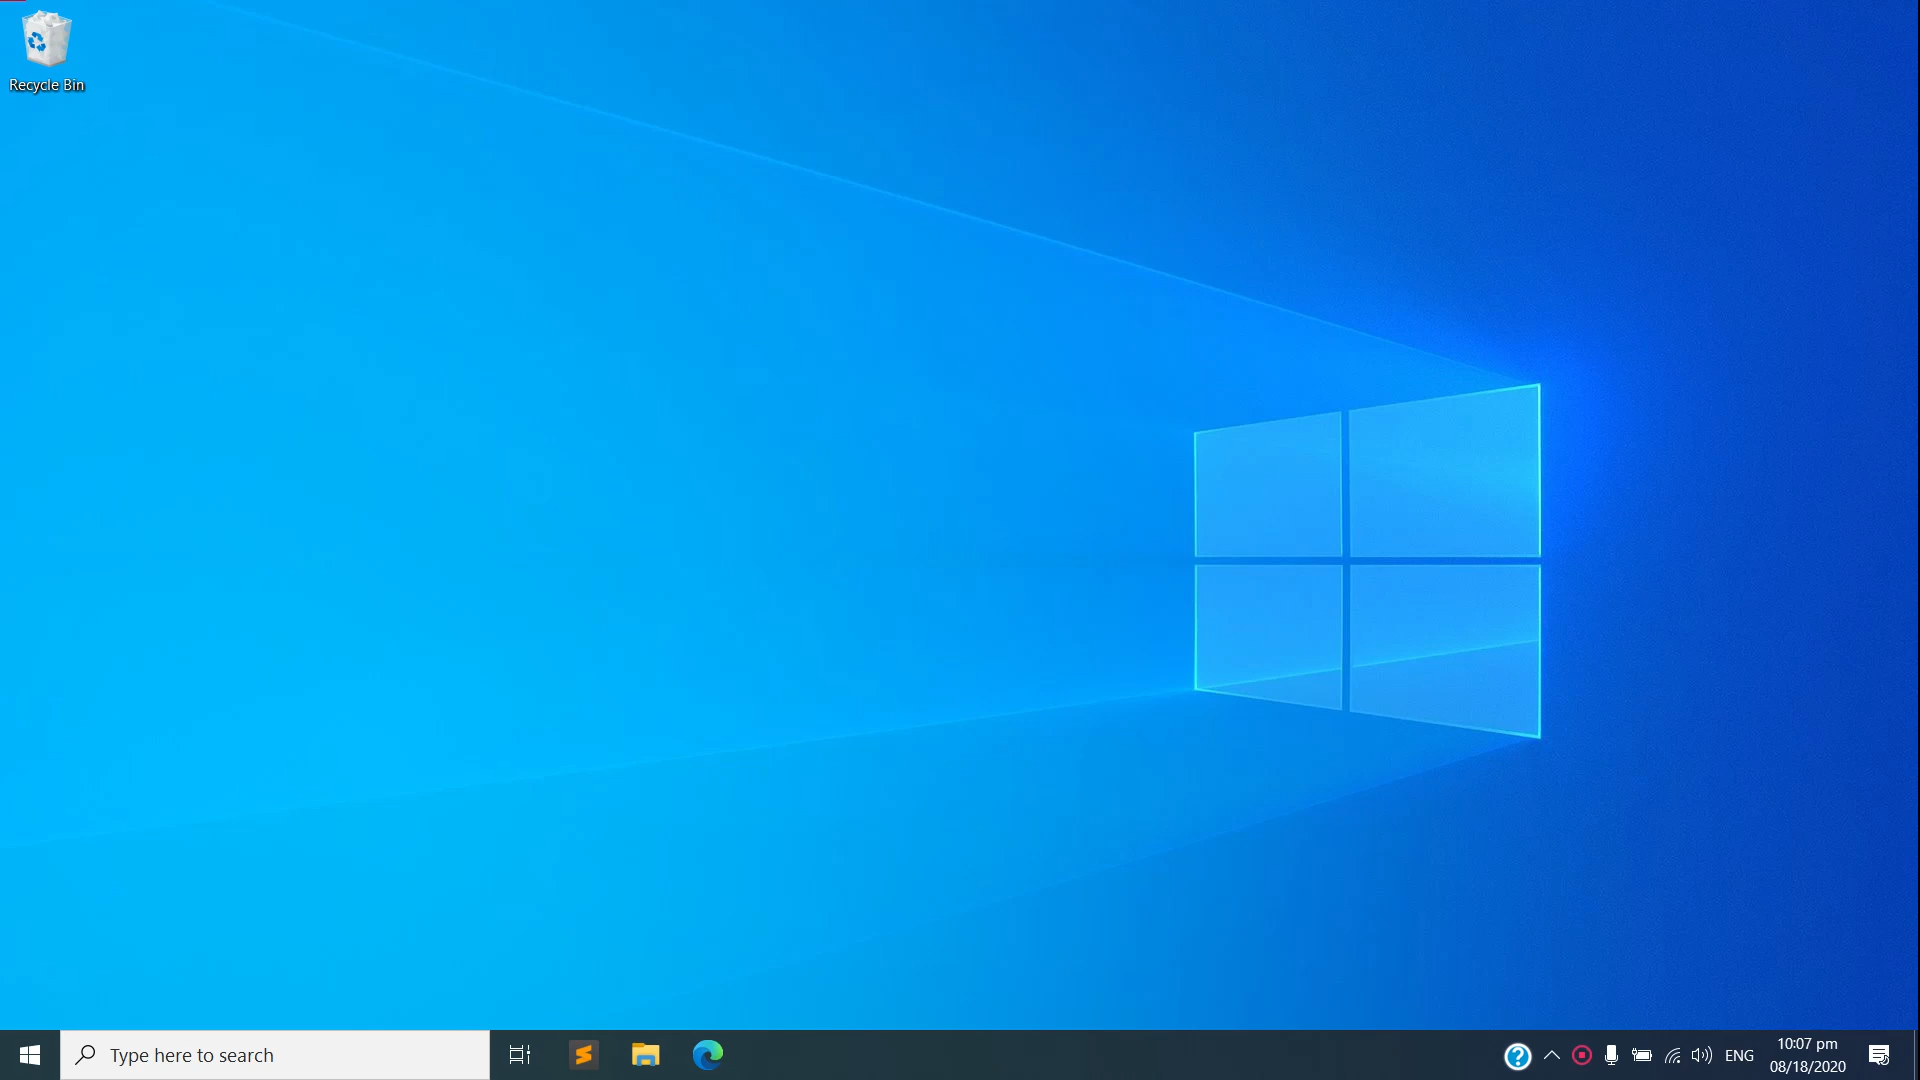 Recycle Bin
Type here to search
ENG
10:07 pm
08/18/2020